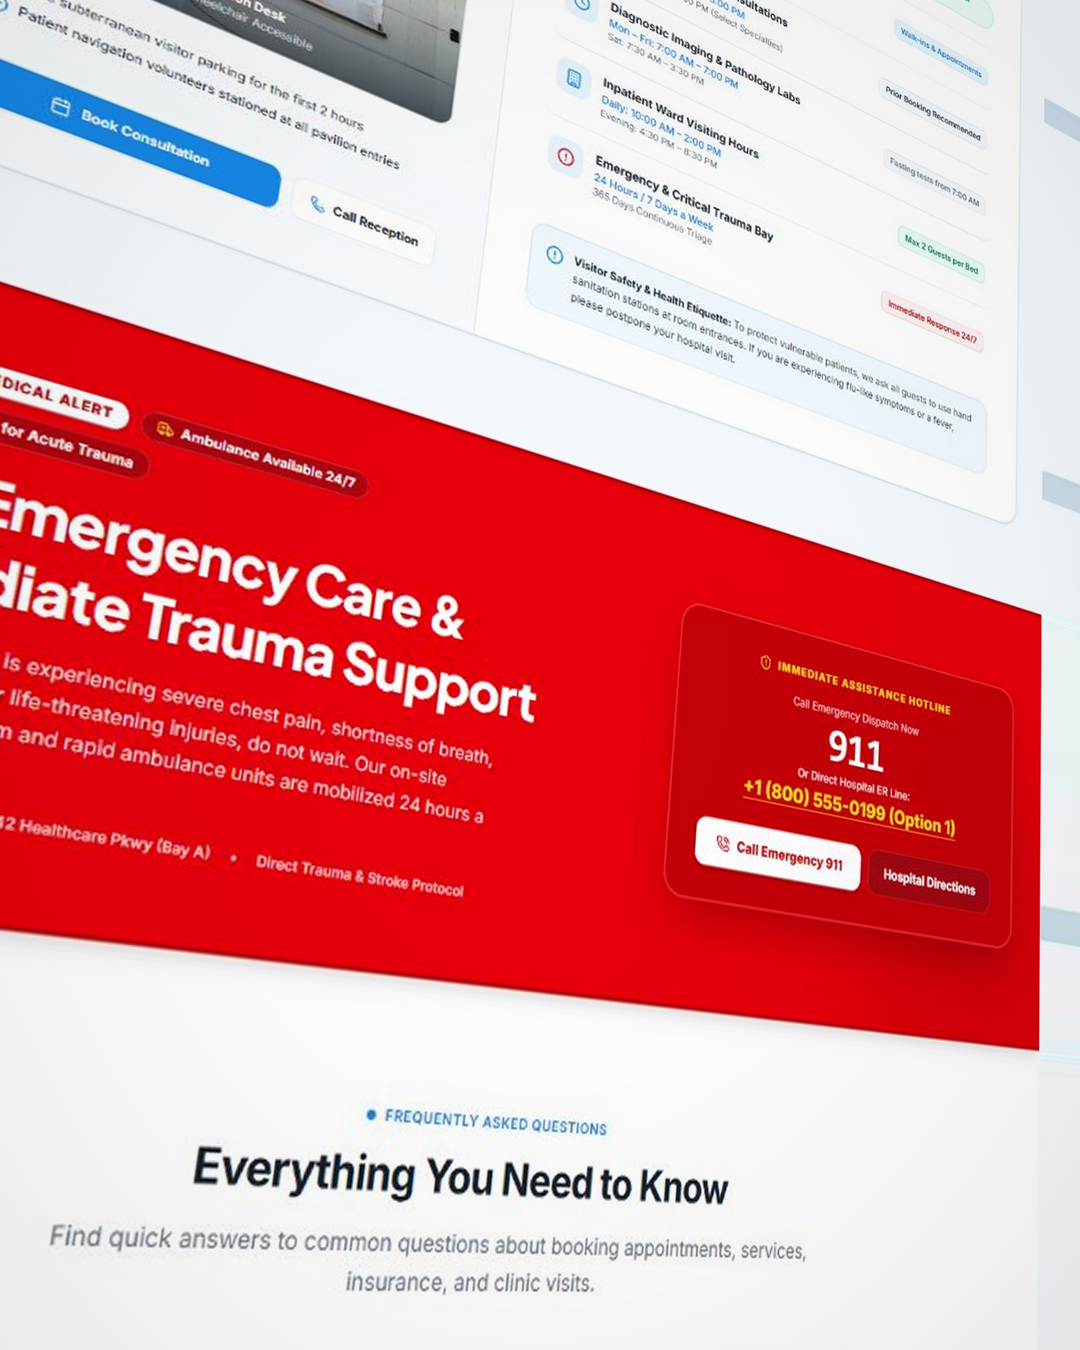 on Desk
Wheelchair Accessible
subterranean visitor parking for the first 2 hours
Patient navigation volunteers stationed at all pavilion entries
Book Consultation
Call Reception
PM (Select Specialties)
Walk-ins & Appointments
Diagnostic Imaging & Pathology Labs
Mon – Fri: 7:00 AM – 7:00 PM
Sat: 7:30 AM – 3:30 PM
Prior Booking Recommended
Inpatient Ward Visiting Hours
Daily: 10:00 AM – 2:00 PM
Evening: 4:30 PM – 8:30 PM
Fasting tests from 7:00 AM
Emergency & Critical Trauma Bay
24 Hours / 7 Days a Week
365 Days Continuous Triage
Max 2 Guests per Bed
Immediate Response 24/7
Visitor Safety & Health Etiquette: To protect vulnerable patients, we ask all guests to use hand
sanitation stations at room entrances. If you are experiencing flu-like symptoms or a fever,
please postpone your hospital visit.
EDICAL ALERT
Ambulance Available 24/7
for Acute Trauma
Emergency Care &
diate Trauma Support
is experiencing severe chest pain, shortness of breath,
life-threatening injuries, do not wait. Our on-site
and rapid ambulance units are mobilized 24 hours a
12 Healthcare Pkwy (Bay A) • Direct Trauma & Stroke Protocol
IMMEDIATE ASSISTANCE HOTLINE
Call Emergency Dispatch Now
911
Or Direct Hospital ER Line:
+1 (800) 555-0199 (Option 1)
Call Emergency 911
Hospital Directions
FREQUENTLY ASKED QUESTIONS
Everything You Need to Know
Find quick answers to common questions about booking appointments, services,
insurance, and clinic visits.